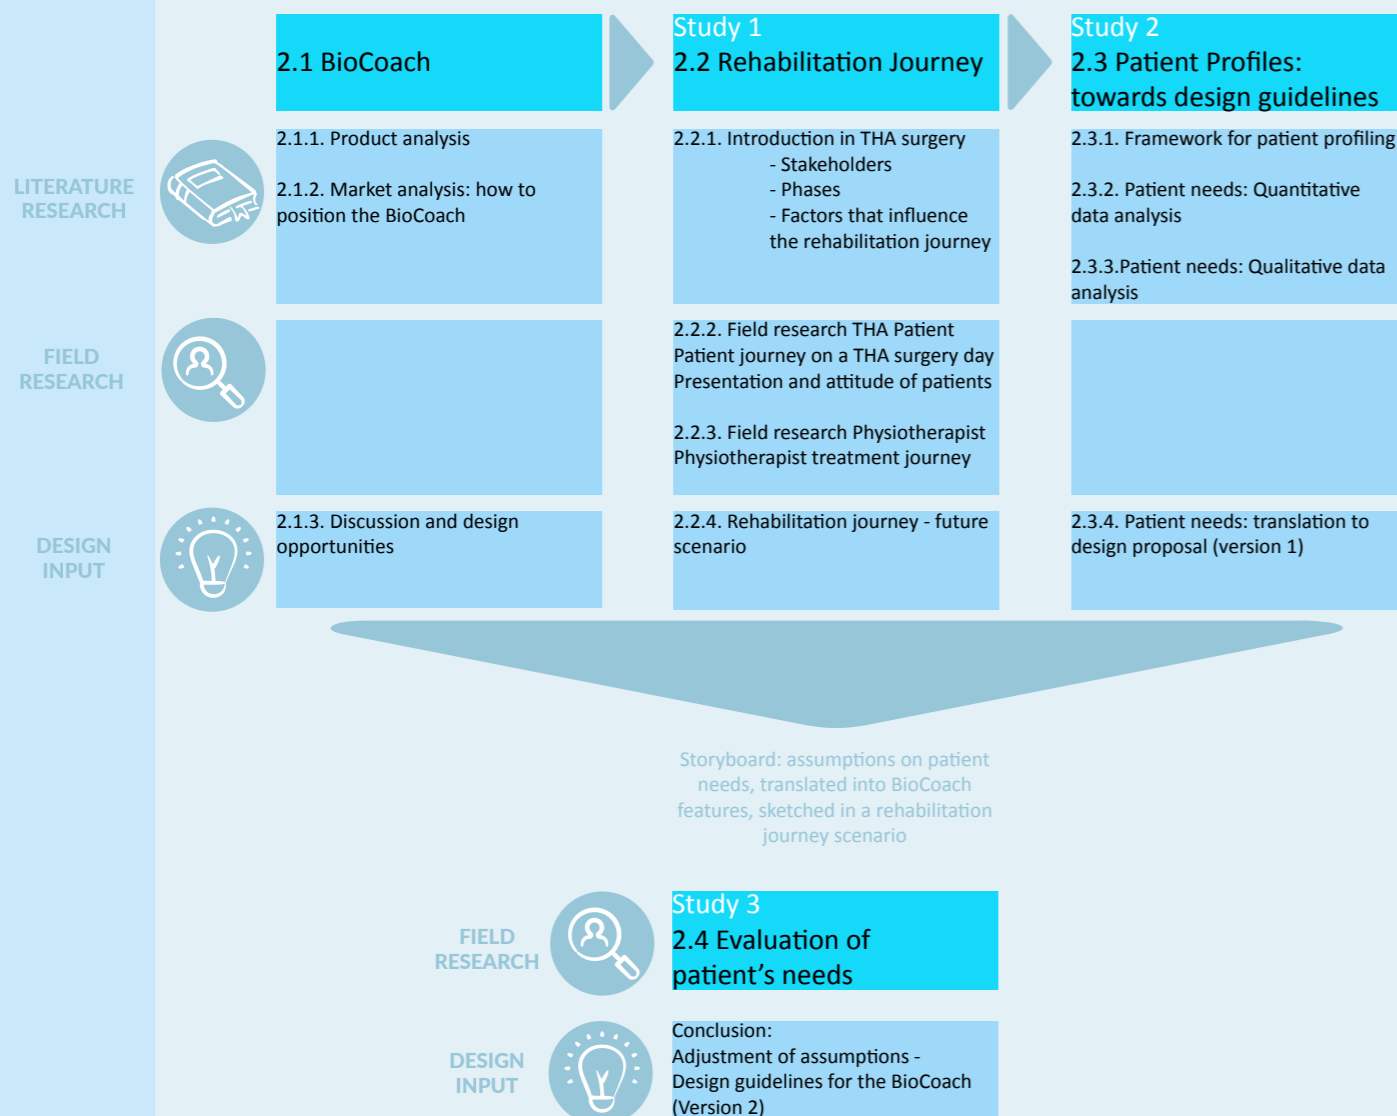 2.1 BioCoach
Study 1
2.2 Rehabilitation Journey
Study 2
2.3 Patient Profiles:
towards design guidelines
LITERATURE
RESEARCH
2.1.1. Product analysis
2.1.2. Market analysis: how to
position the BioCoach
2.2.1. Introduction in THA surgery
- Stakeholders
- Phases
- Factors that influence
the rehabilitation journey
2.3.1. Framework for patient profiling
2.3.2. Patient needs: Quantitative
data analysis
2.3.3.Patient needs: Qualitative data
analysis
FIELD
RESEARCH
2.2.2. Field research THA Patient
Patient journey on a THA surgery day
Presentation and attitude of patients
2.2.3. Field research Physiotherapist
Physiotherapist treatment journey
DESIGN
INPUT
2.1.3. Discussion and design
opportunities
2.2.4. Rehabilitation journey - future
scenario
2.3.4. Patient needs: translation to
design proposal (version 1)
Storyboard: assumptions on patient
needs, translated into BioCoach
features, sketched in a rehabilitation
journey scenario
FIELD
RESEARCH
Study 3
2.4 Evaluation of
patient’s needs
DESIGN
INPUT
Conclusion:
Adjustment of assumptions -
Design guidelines for the BioCoach
(Version 2)